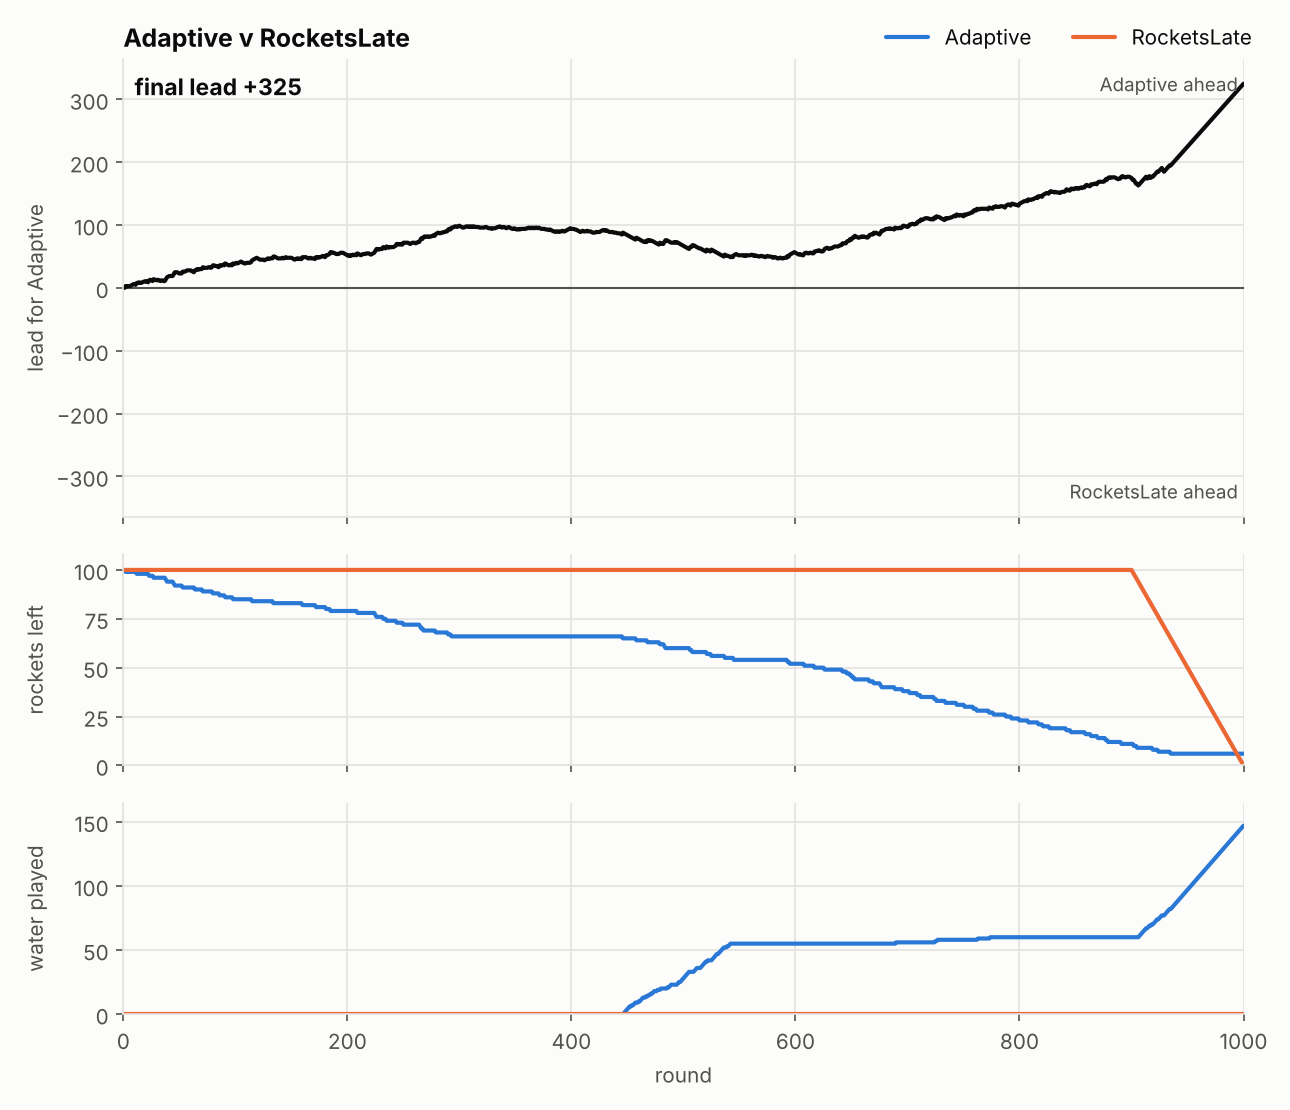 Adaptive v RocketsLate
Adaptive
RocketsLate
final lead +325
Adaptive ahead
300
200
100
0
−100
−200
−300
lead for Adaptive
RocketsLate ahead
100
75
50
25
0
rockets left
150
100
50
0
water played
0
200
400
600
800
1000
round